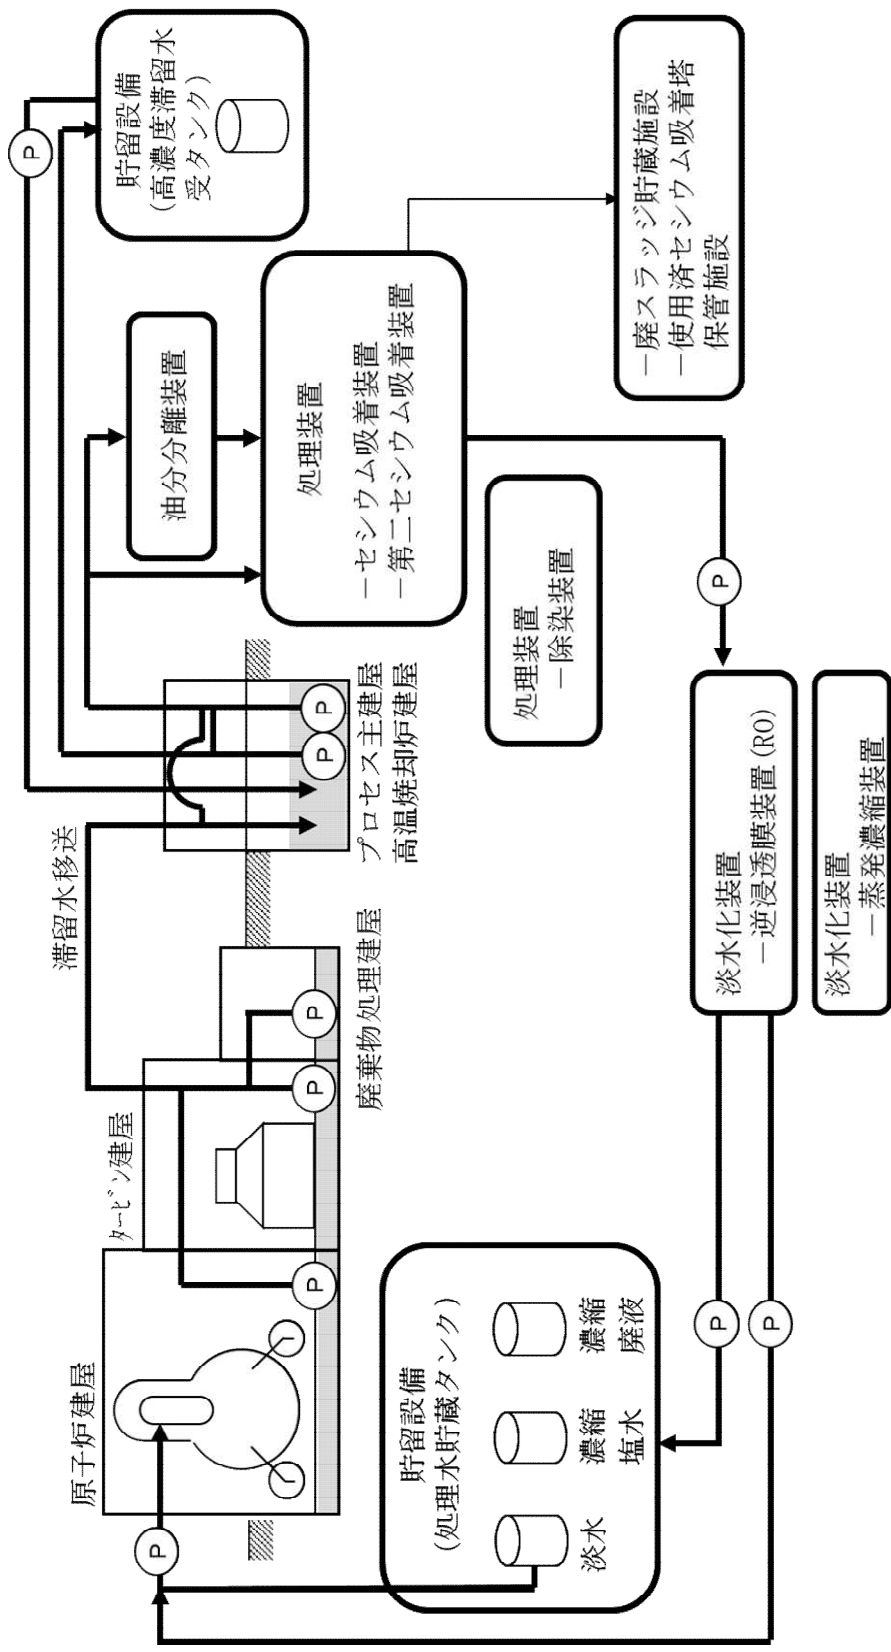 原子炉建屋
P
タービン建屋
P
P
P
廃棄物処理建屋
滞留水移送
P
P
プロセス主建屋
高温焼却炉建屋
P
貯留設備
(高濃度滞留水
受タンク)
油分分離装置
処理装置
－セシウム吸着装置
－第二セシウム吸着装置
処理装置
－除染装置
－廃スラッジ貯蔵施設
－使用済セシウム吸着塔
保管施設
P
淡水化装置
－逆浸透膜装置(RO)
淡水化装置
－蒸発濃縮装置
P
P
貯留設備
(処理水貯蔵タンク)
淡水
濃縮
塩水
濃縮
廃液